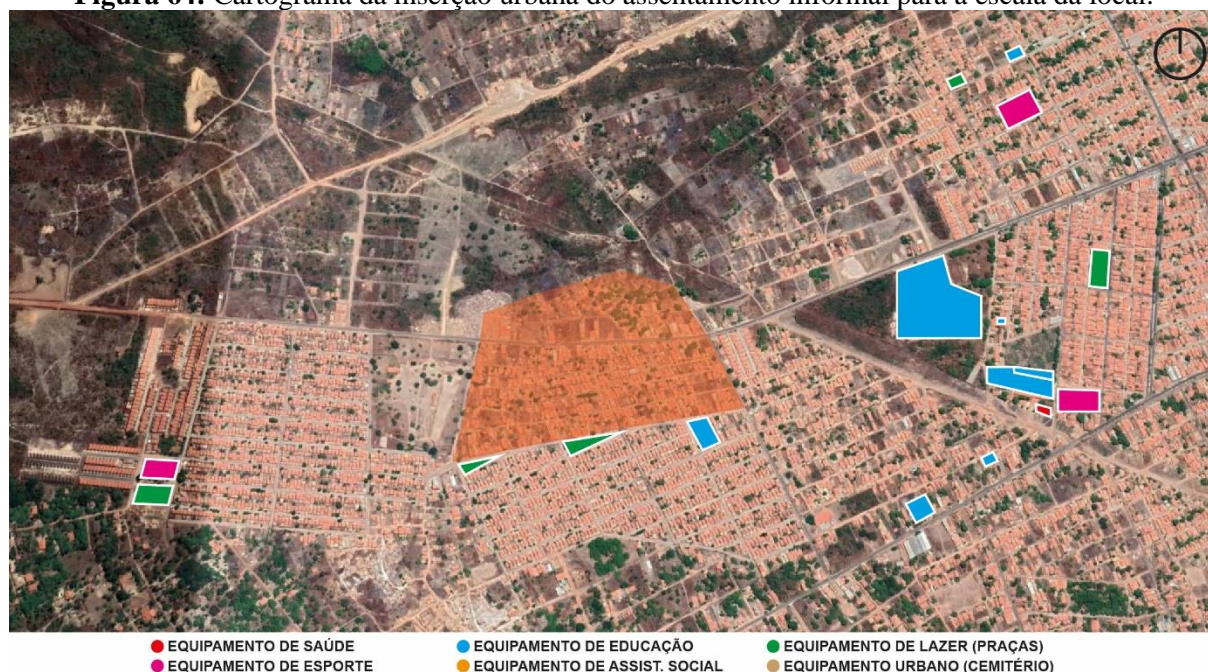 Figura 64: Cartograma da inserção urbana do assentamento informal para a escala da local.
EQUIPAMENTO DE SAÚDE EQUIPAMENTO DE EDUCAÇÃO EQUIPAMENTO DE LAZER (PRAÇAS)
EQUIPAMENTO DE ESPORTE EQUIPAMENTO DE ASSIST. SOCIAL EQUIPAMENTO URBANO (CEMITÉRIO)